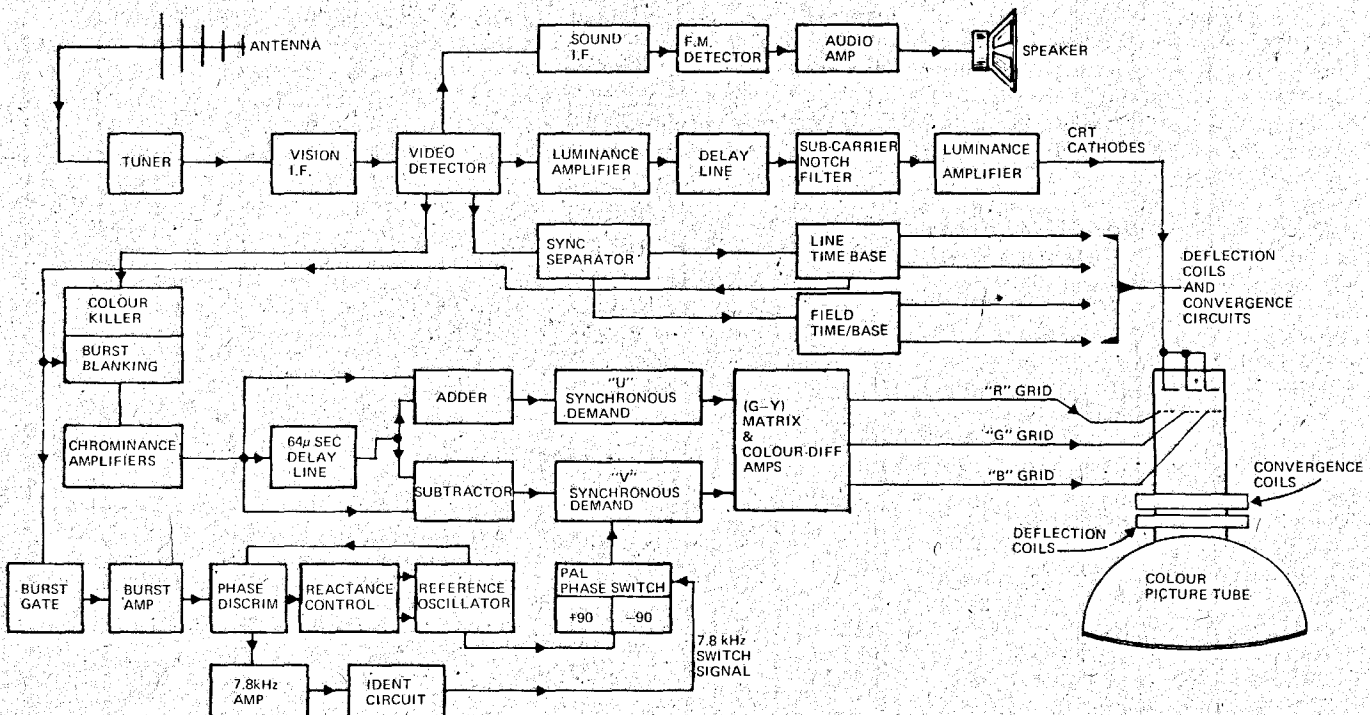 ANTENNA
SOUND
I.F.
F.M.
DETECTOR
AUDIO
AMP
SPEAKER
TUNER
VISION
I.F.
VIDEO
DETECTOR
LUMINANCE
AMPLIFIER
DELAY
LINE
SUB-CARRIER
NOTCH
FILTER
LUMINANCE
AMPLIFIER
CRT
CATHODES
SYNC
SEPARATOR
LINE
TIME BASE
FIELD
TIME/BASE
DEFLECTION
COILS
AND
CONVERGENCE
CIRCUITS
COLOUR
KILLER
BURST
BLANKING
CHROMINANCE
AMPLIFIERS
64μ SEC
DELAY
LINE
ADDER
SUBTRACTOR
"U"
SYNCHRONOUS
DEMAND
"V"
SYNCHRONOUS
DEMAND
(G-Y)
MATRIX
&
COLOUR-DIFF
AMPS
"R" GRID
"G" GRID
"B" GRID
CONVERGENCE
COILS
DEFLECTION
COILS
COLOUR
PICTURE TUBE
BURST
GATE
BURST
AMP
PHASE
DISCRIM
REACTANCE
CONTROL
REFERENCE
OSCILLATOR
PAL
PHASE SWITCH
+90
-90
7.8 kHz
SWITCH
SIGNAL
7.8kHz
AMP
IDENT
CIRCUIT